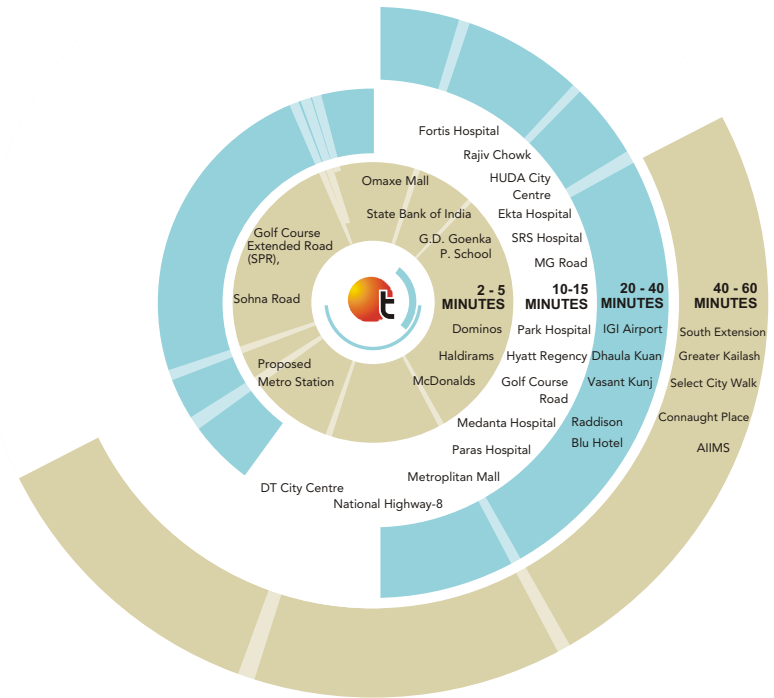 Fortis Hospital
Rajiv Chowk
HUDA City
Centre
Ekta Hospital
SRS Hospital
MG Road
Omaxe Mall
State Bank of India
G.D. Goenka
P. School
Golf Course
Extended Road
(SPR),
Sohna Road
Proposed
Metro Station
t
2 - 5
MINUTES
Dominos
Haldirams
McDonalds
10-15
MINUTES
Park Hospital
Hyatt Regency
Golf Course
Road
Medanta Hospital
Paras Hospital
Metroplitan Mall
National Highway-8
DT City Centre
20 - 40
MINUTES
IGI Airport
Dhaula Kuan
Vasant Kunj
Raddison
Blu Hotel
40 - 60
MINUTES
South Extension
Greater Kailash
Select City Walk
Connaught Place
AIIMS